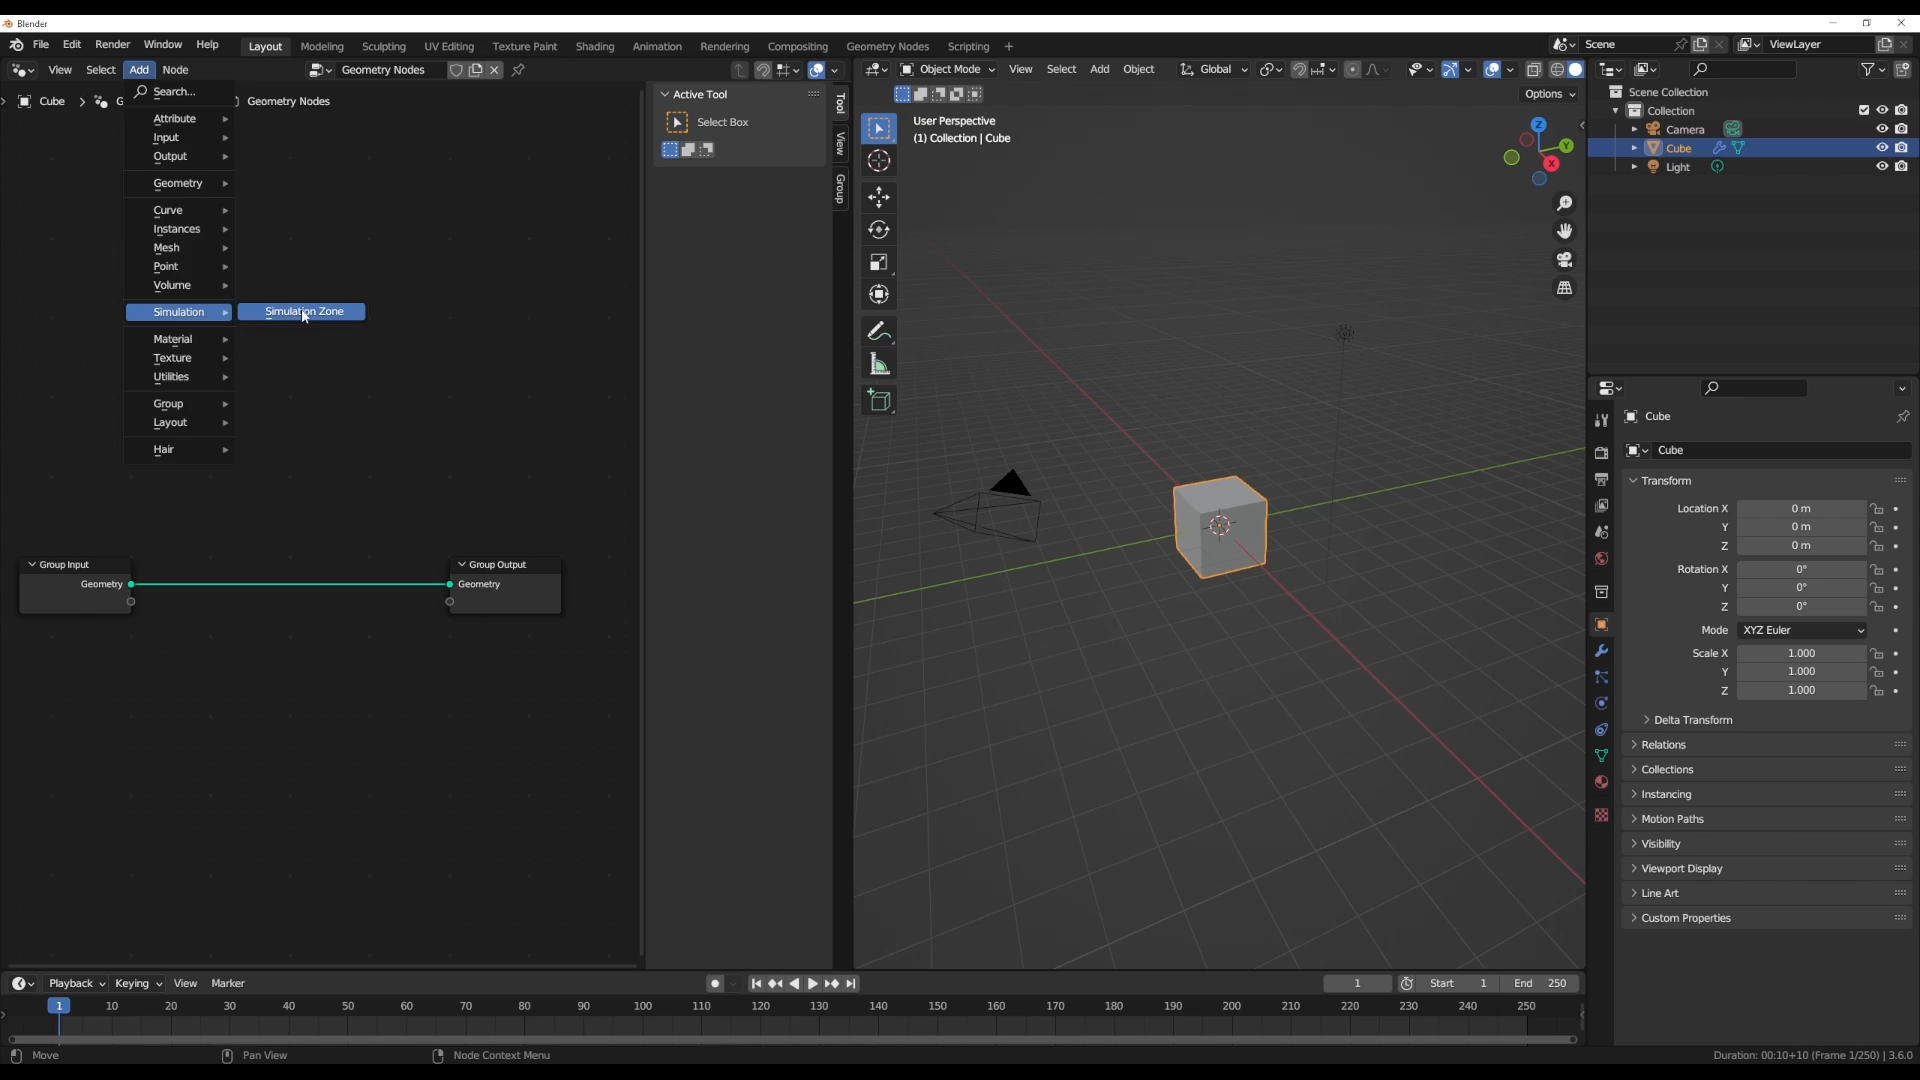 Blender
File Edit Render Window Help Layout Modeling Sculpting UV Editing Texture Paint Shading Animation Rendering Compositing Geometry Nodes Scripting + Scene ViewLayer
View Select Add Node Geometry Nodes
Cube > G Geometry Nodes
Search...
Attribute
Input
Output
Geometry
Curve
Instances
Mesh
Point
Volume
Simulation
Simulation Zone
Material
Texture
Utilities
Group
Layout
Hair
Group Input
Geometry
Group Output
Geometry
Active Tool
Select Box
Tool
View
Group
Object Mode View Select Add Object Global
Options
User Perspective
(1) Collection | Cube
Z
Y
X
Scene Collection
Collection
Camera
Cube
Light
Cube
Cube
Transform
Location X 0 m
Y 0 m
Z 0 m
Rotation X 0°
Y 0°
Z 0°
Mode XYZ Euler
Scale X 1.000
Y 1.000
Z 1.000
Delta Transform
Relations
Collections
Instancing
Motion Paths
Visibility
Viewport Display
Line Art
Custom Properties
Playback Keying View Marker 1 Start 1 End 250
1 10 20 30 40 50 60 70 80 90 100 110 120 130 140 150 160 170 180 190 200 210 220 230 240 250
Move Pan View Node Context Menu Duration: 00:10+10 (Frame 1/250) | 3.6.0